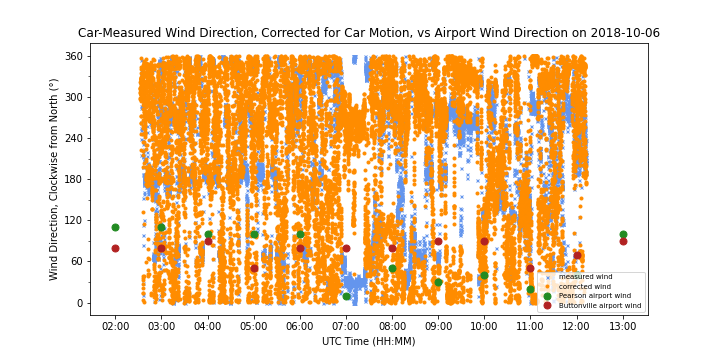 Car-Measured Wind Direction, Corrected for Car Motion, vs Airport Wind Direction on 2018-10-06
Wind Direction, Clockwise from North (°)
360
300
240
180
120
60
0
measured wind
corrected wind
Pearson airport wind
Buttonville airport wind
02:00 03:00 04:00 05:00 06:00 07:00 08:00 09:00 10:00 11:00 12:00 13:00
UTC Time (HH:MM)